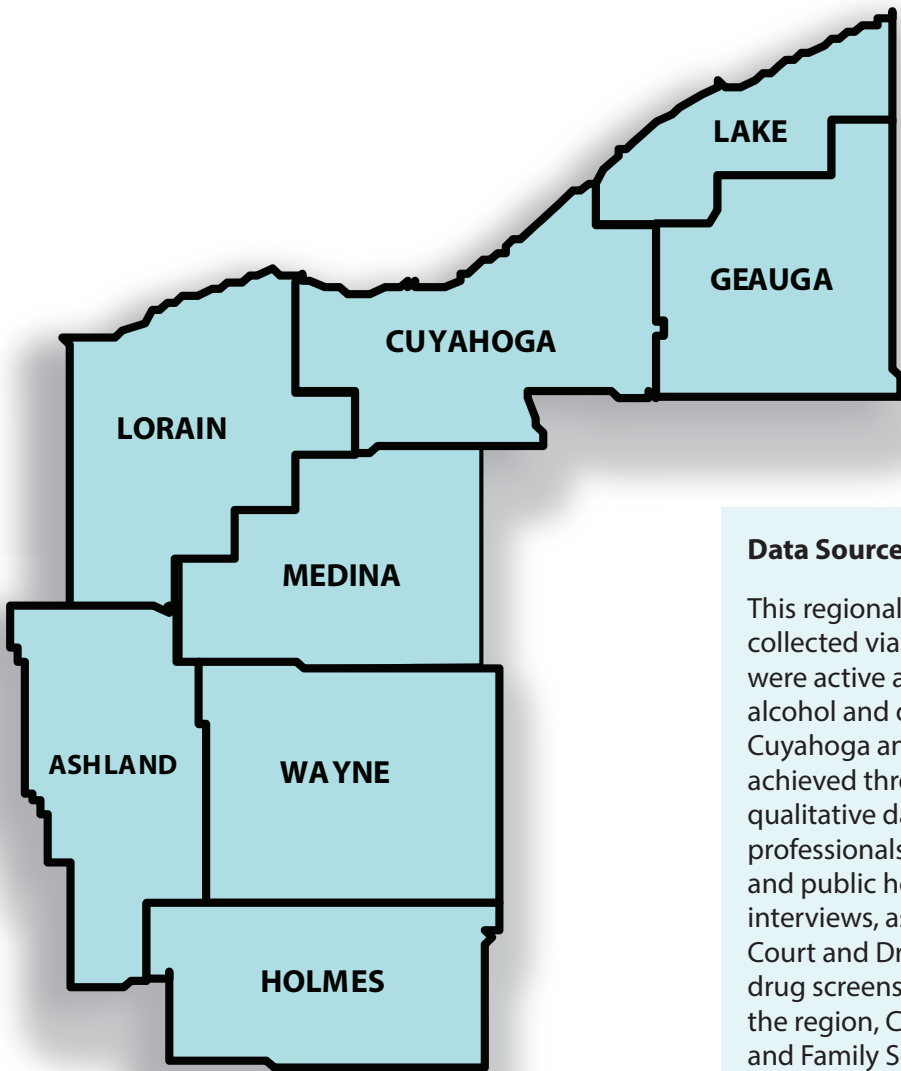 LAKE
GEAUGA
CUYAHOGA
LORAIN
MEDINA
ASHLAND
WAYNE
HOLMES
Data Source
This regional
collected via
were active a
alcohol and
Cuyahoga an
achieved thr
qualitative da
professionals
and public h
interviews, as
Court and Dr
drug screens
the region, C
and Family S